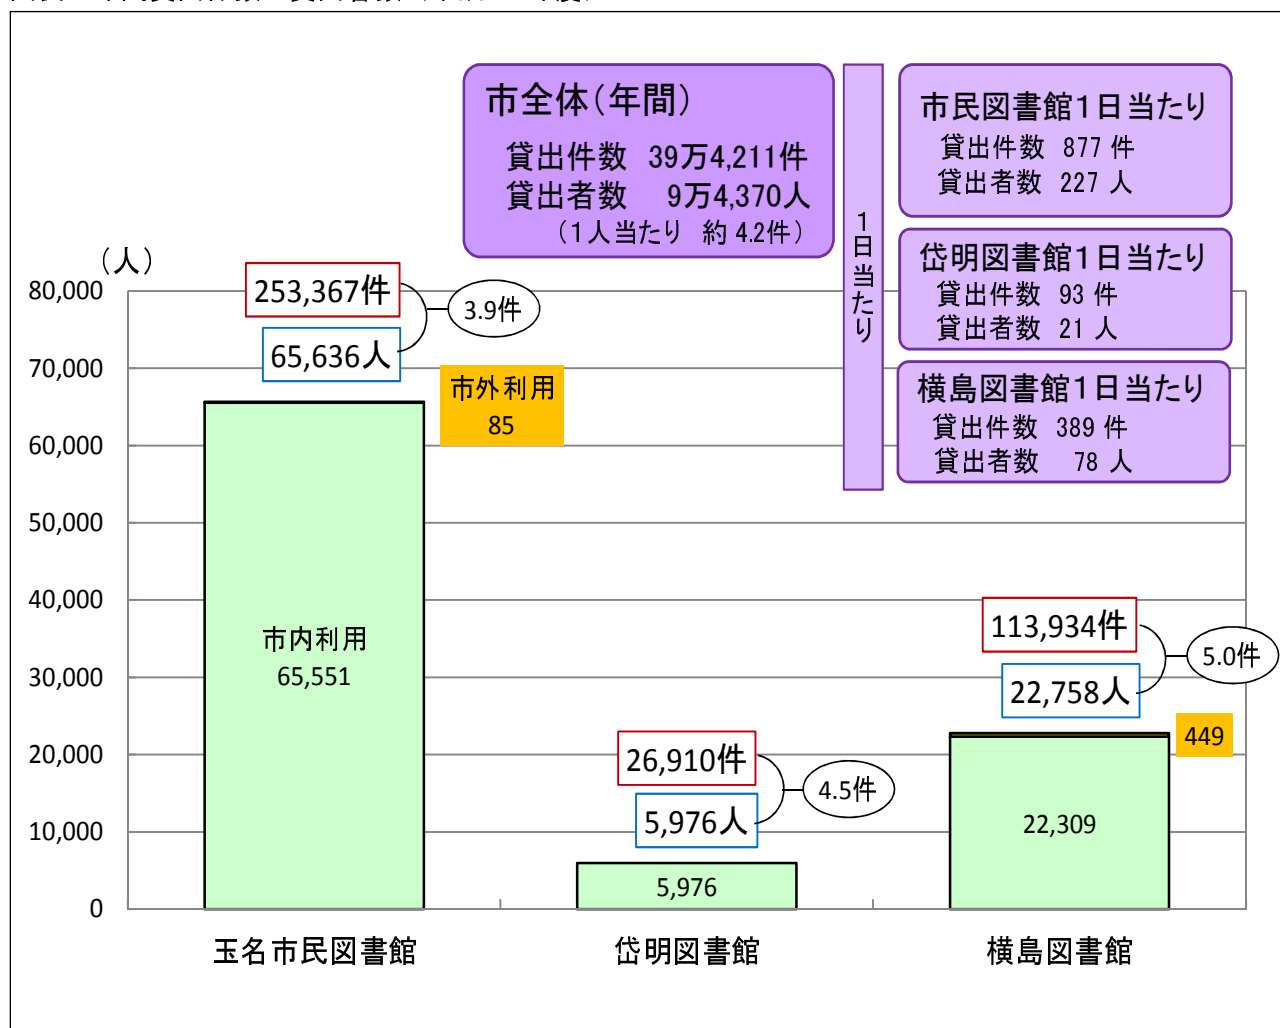 市全体(年間)
貸出件数 39万4,211件
貸出者数 9万4,370人
(1人当たり 約 4.2件)
1日当たり
市民図書館1日当たり
貸出件数 877 件
貸出者数 227 人
岱明図書館1日当たり
貸出件数 93 件
貸出者数 21 人
横島図書館1日当たり
貸出件数 389 件
貸出者数 78 人
(人)
80,000
70,000
60,000
50,000
40,000
30,000
20,000
10,000
0
253,367件
65,636人
3.9件
市外利用
85
市内利用
65,551
26,910件
5,976人
4.5件
5,976
113,934件
22,758人
5.0件
449
22,309
玉名市民図書館
岱明図書館
横島図書館